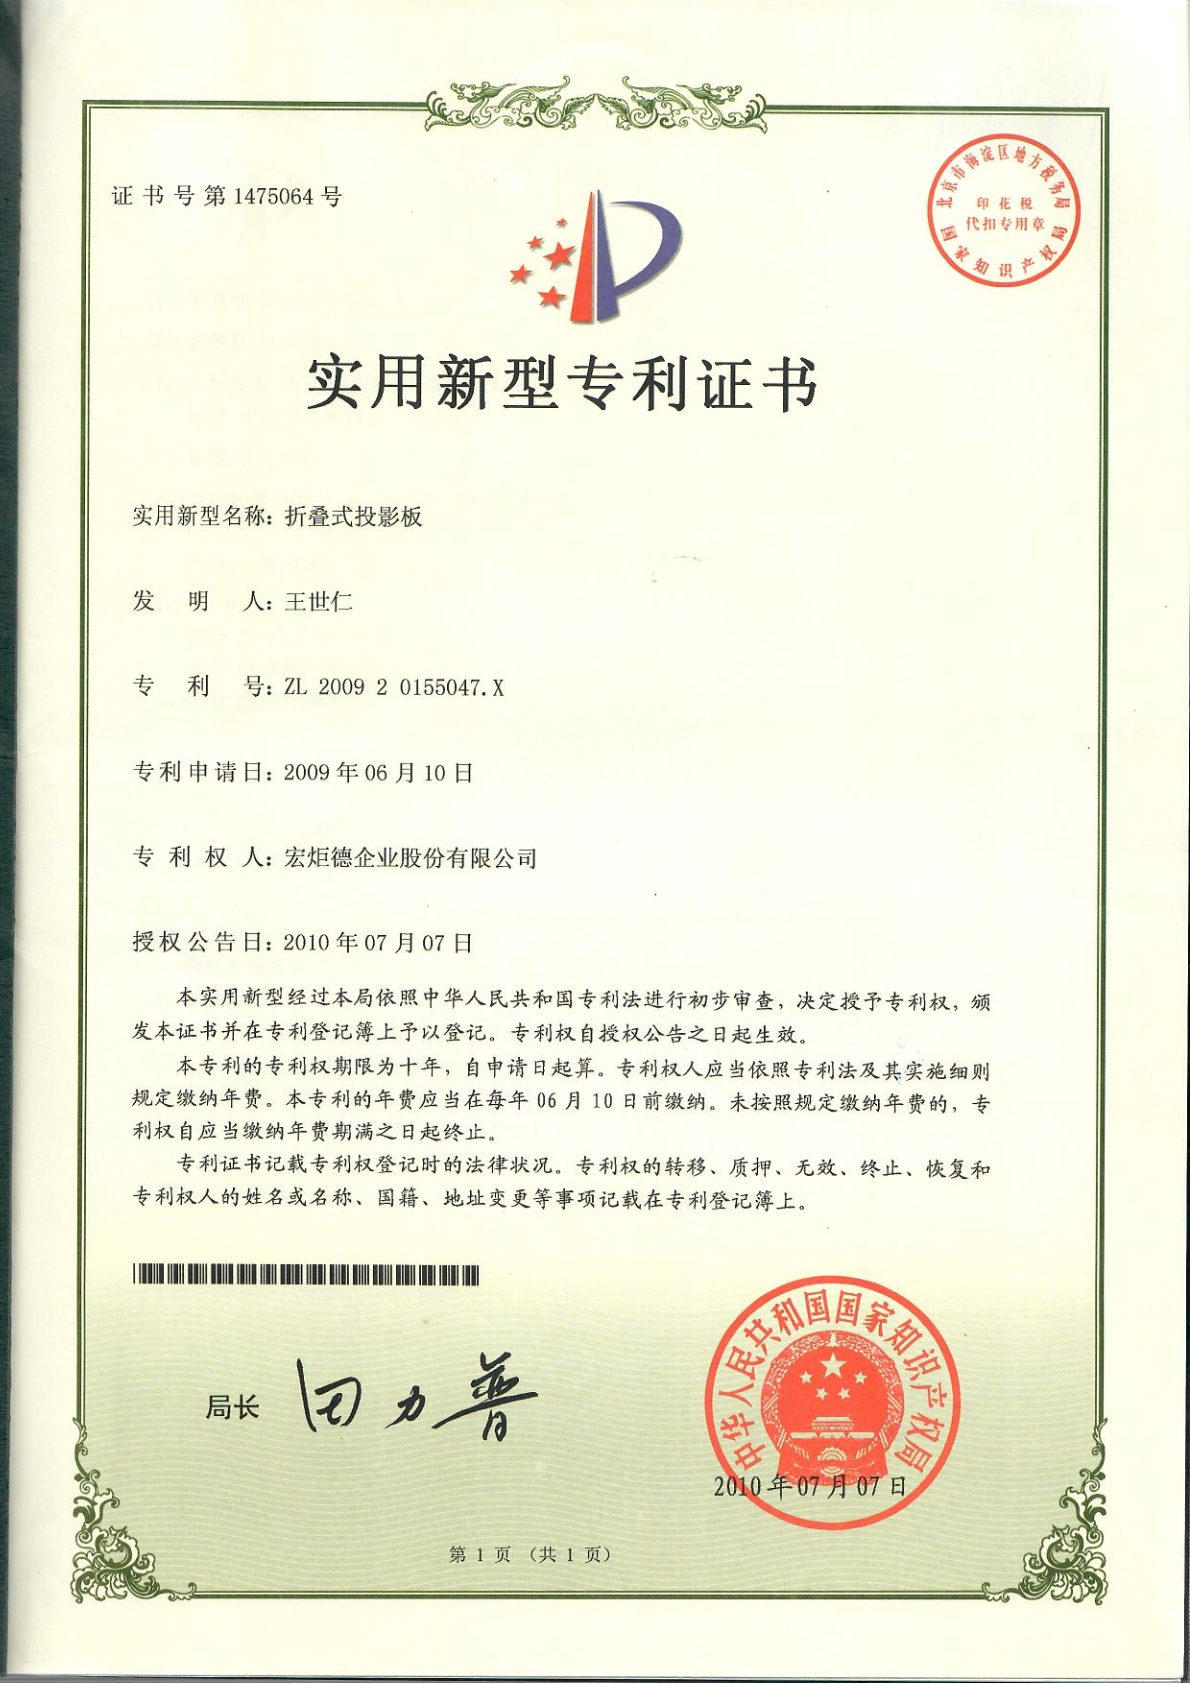 证书号第1475064号
北京市海淀区地方税务局
印花税
代扣专用章
国家知识产权局
实用新型专利证书
实用新型名称：折叠式投影板
发明人：王世仁
专利号：ZL 2009 2 0155047.X
专利申请日：2009年06月10日
专利权人：宏炬德企业股份有限公司
授权公告日：2010年07月07日
本实用新型经过本局依照中华人民共和国专利法进行初步审查，决定授予专利权，颁
发本证书并在专利登记簿上予以登记。专利权自授权公告之日起生效。
本专利的专利权期限为十年，自申请日起算。专利权人应当依照专利法及其实施细则
规定缴纳年费。本专利的年费应当在每年06月10日前缴纳。未按照规定缴纳年费的，专
利权自应当缴纳年费期满之日起终止。
专利证书记载专利权登记时的法律状况。专利权的转移、质押、无效、终止、恢复和
专利权人的姓名或名称、国籍、地址变更等事项记载在专利登记簿上。
局长 田力普
中华人民共和国国家知识产权局
2010年07月07日
第1页（共1页）